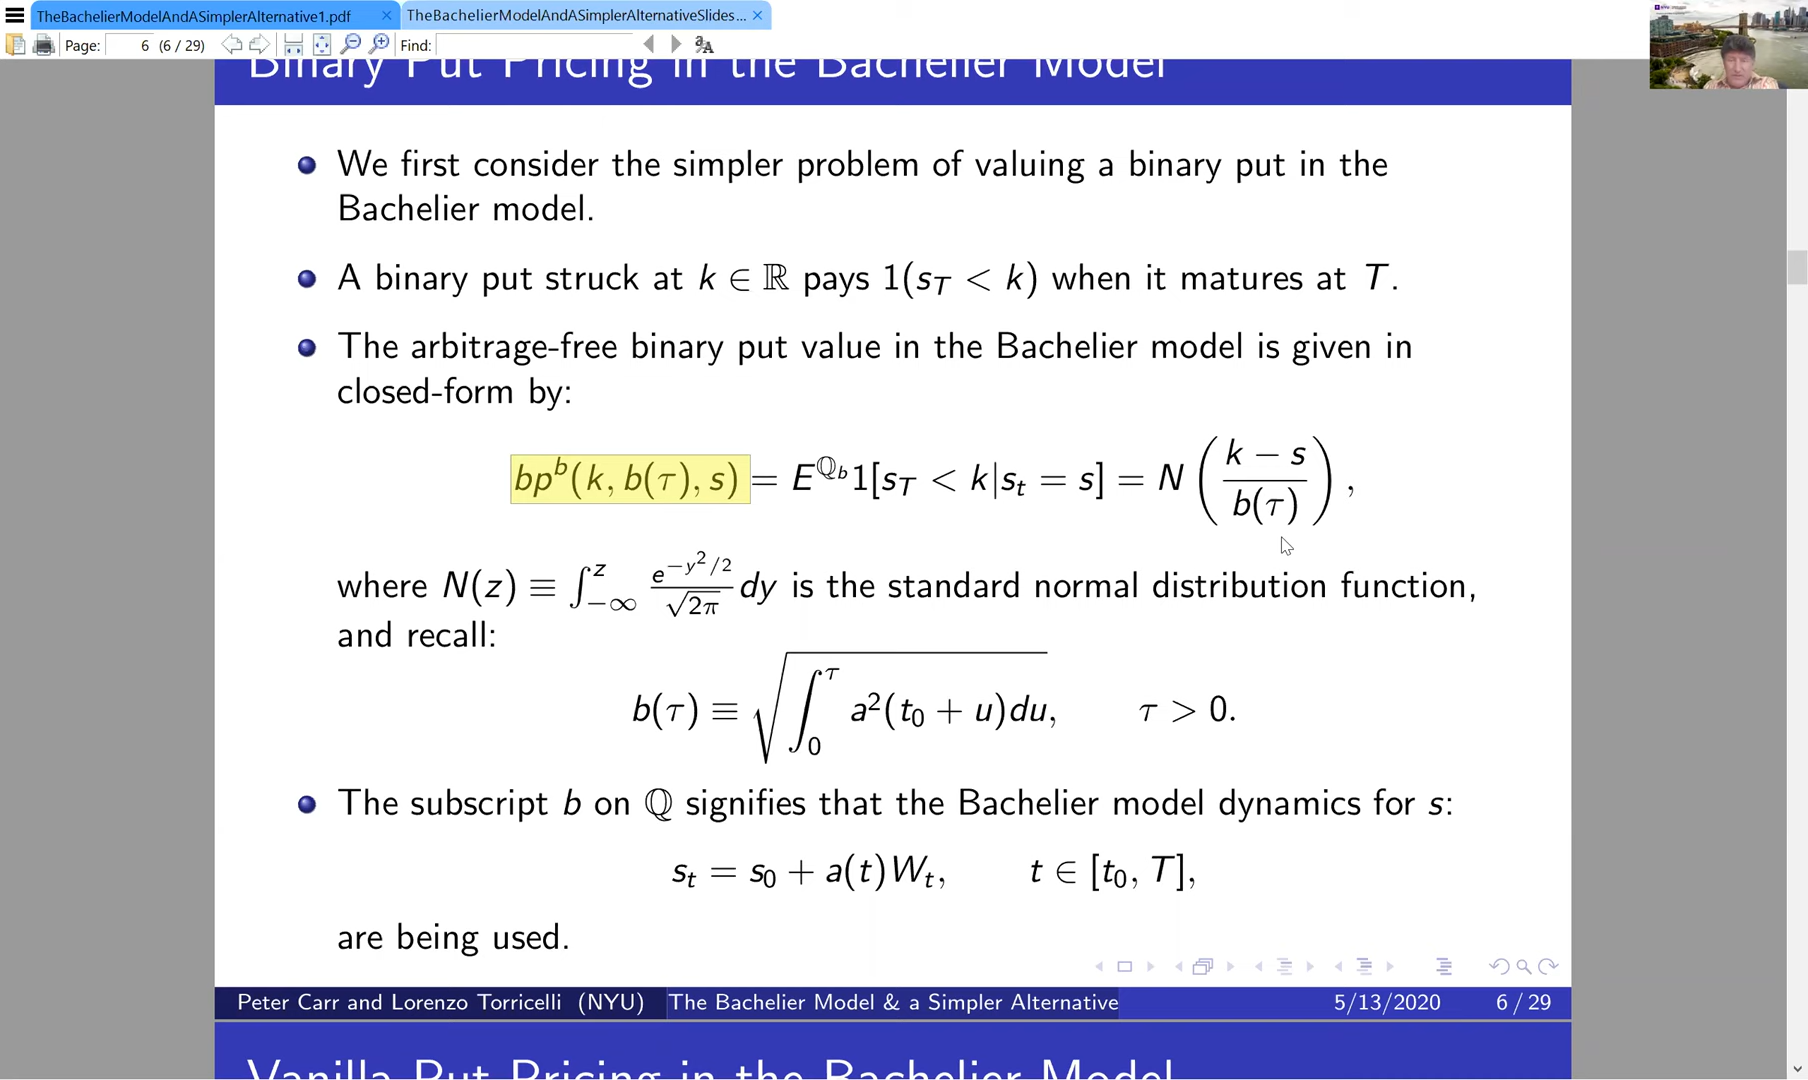 TheBachelierModelAndASimplerAlternative1.pdf
TheBachelierModelAndASimplerAlternativeSlides...
Page: 6 (6 / 29) Find:
Binary Put Pricing in the Bachelier Model
We first consider the simpler problem of valuing a binary put in the
Bachelier model.
A binary put struck at k ∈ ℝ pays 1(s_T < k) when it matures at T.
The arbitrage-free binary put value in the Bachelier model is given in
closed-form by:
bp^b(k, b(τ), s) = E^{ℚ_b}1[s_T < k|s_t = s] = N((k − s)/b(τ)),
where N(z) ≡ ∫_{−∞}^z e^{−y²/2}/√2π dy is the standard normal distribution function,
and recall:
b(τ) ≡ √∫_0^τ a²(t₀ + u)du, τ > 0.
The subscript b on ℚ signifies that the Bachelier model dynamics for s:
s_t = s₀ + a(t)W_t, t ∈ [t₀, T],
are being used.
Peter Carr and Lorenzo Torricelli (NYU) The Bachelier Model & a Simpler Alternative 5/13/2020 6 / 29
Vanilla Put Pricing in the Bachelier Model